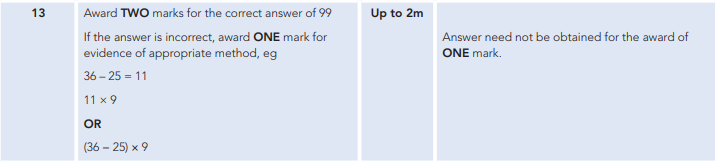 13 Award TWO marks for the correct answer of 99 Up to 2m
If the answer is incorrect, award ONE mark for Answer need not be obtained for the award of
evidence of appropriate method, eg ONE mark.
36 – 25 = 11
11 × 9
OR
(36 – 25) × 9